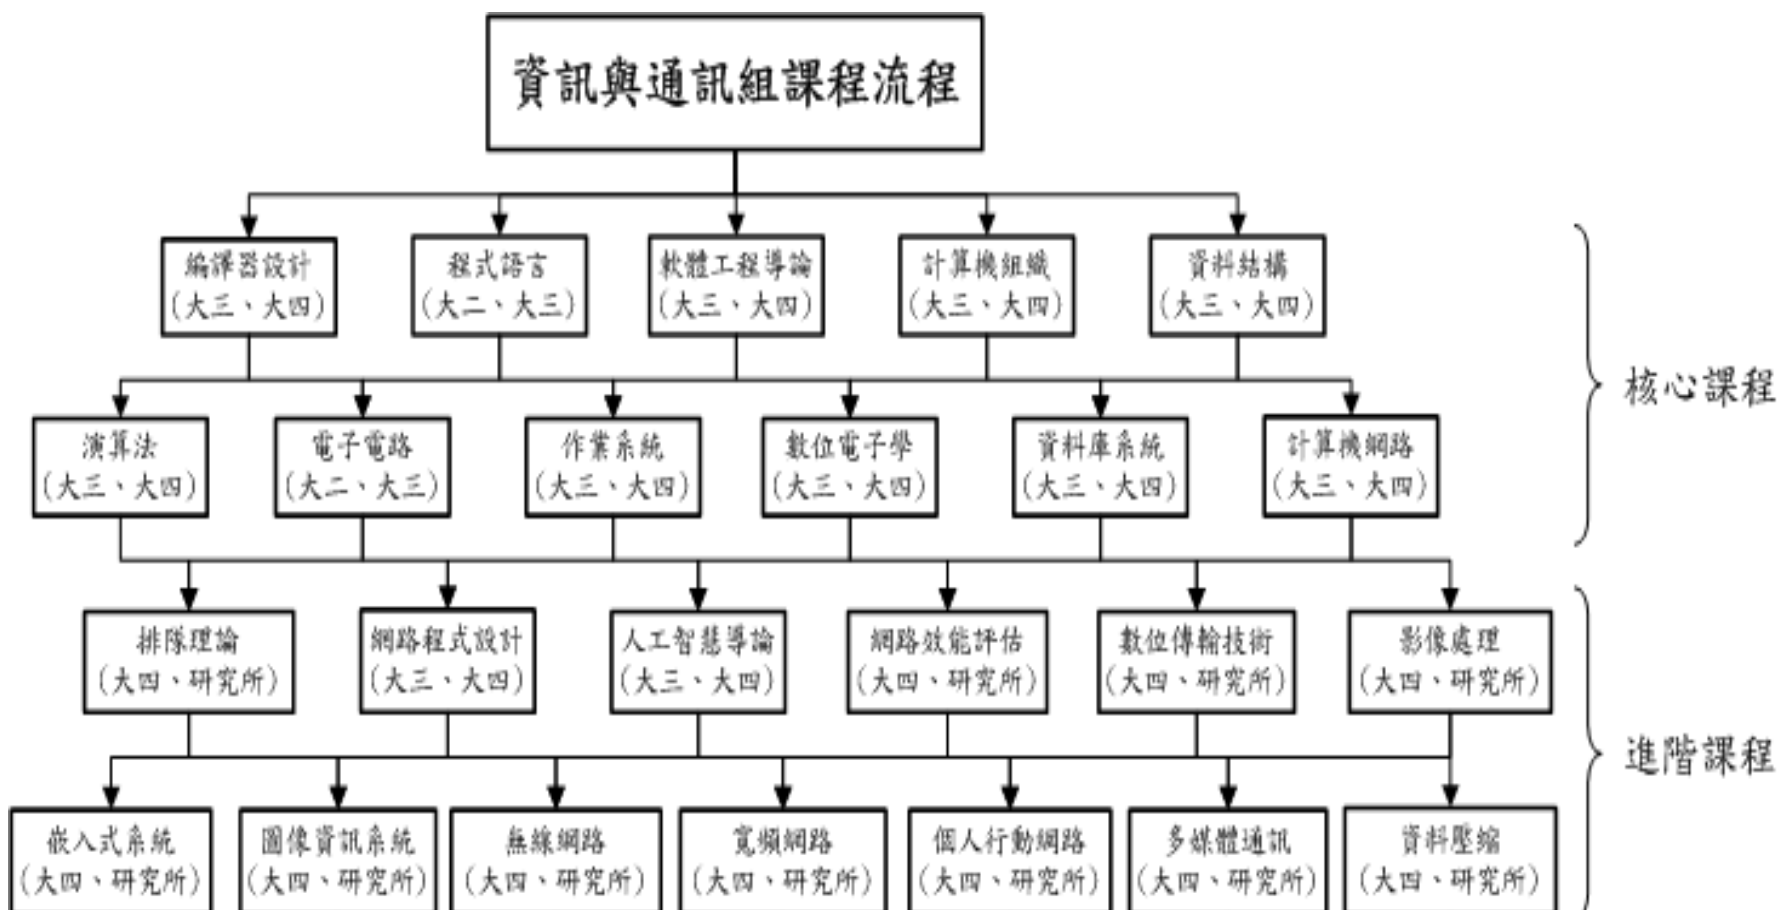 資訊與通訊組課程流程
編譯器設計
(大三、大四)
程式語言
(大二、大三)
軟體工程導論
(大三、大四)
計算機組織
(大三、大四)
資料結構
(大三、大四)
核心課程
演算法
(大三、大四)
電子電路
(大二、大三)
作業系統
(大三、大四)
數位電子學
(大三、大四)
資料庫系統
(大三、大四)
計算機網路
(大三、大四)
排隊理論
(大四、研究所)
網路程式設計
(大三、大四)
人工智慧導論
(大三、大四)
網路效能評估
(大四、研究所)
數位傳輸技術
(大四、研究所)
影像處理
(大四、研究所)
進階課程
嵌入式系統
(大四、研究所)
圖像資訊系統
(大四、研究所)
無線網路
(大四、研究所)
寬頻網路
(大四、研究所)
個人行動網路
(大四、研究所)
多媒體通訊
(大四、研究所)
資料壓縮
(大四、研究所)